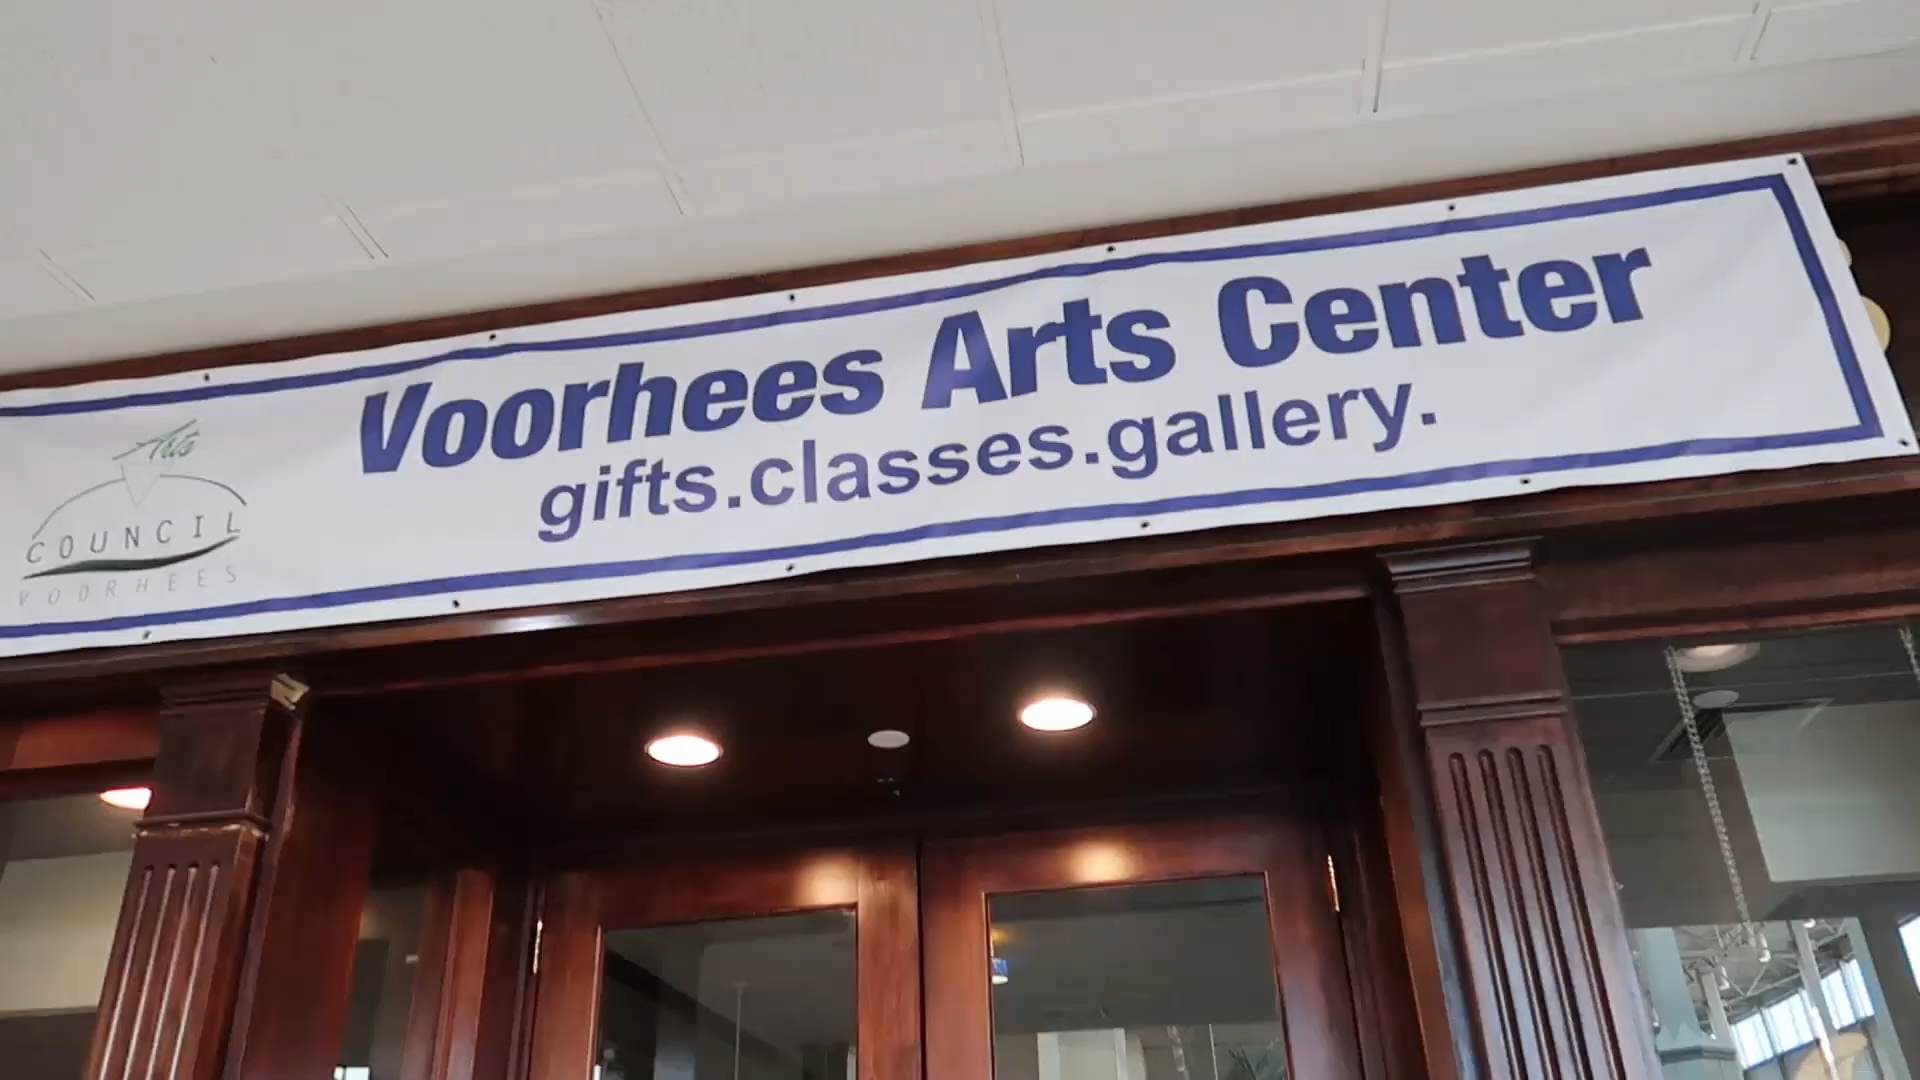 Voorhees Arts Center
gifts.classes.gallery.
Arts
COUNCIL
VOORHEES